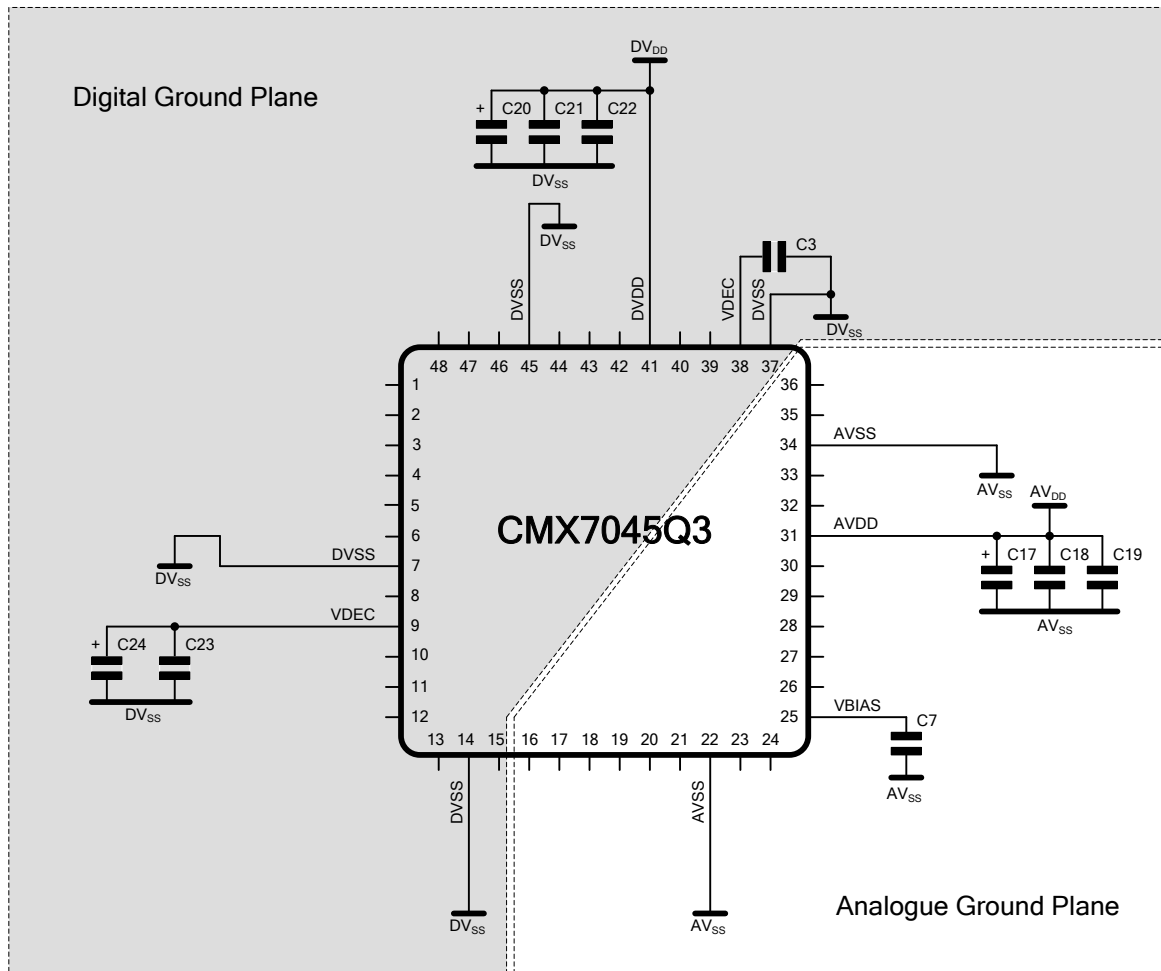 DVDD
Digital Ground Plane
+ C20 C21 C22
DVSS
DVSS
C3
DVSS DVDD VDEC DVSS
DVSS
48 47 46 45 44 43 42 41 40 39 38 37
1 36
2 35
3 34 AVSS
4 33
AVSS AVDD
5 32
CMX7045Q3
6 31 AVDD
DVSS 7 30
+ C17 C18 C19
DVSS
8 29
AVSS
VDEC 9 28
+ C24 C23
10 27
11 26
DVSS
12 25 VBIAS
C7
13 14 15 16 17 18 19 20 21 22 23 24
AVSS
DVSS AVSS
Analogue Ground Plane
DVSS AVSS